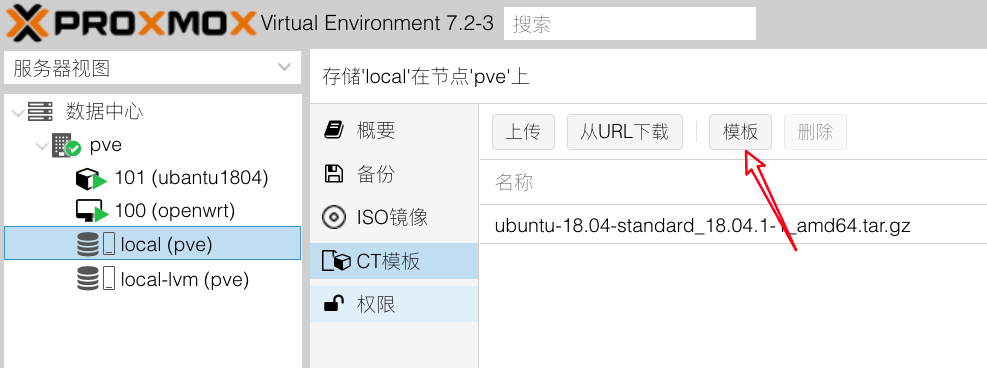 PROXMOX Virtual Environment 7.2-3 搜索
服务器视图
数据中心
pve
101 (ubantu1804)
100 (openwrt)
local (pve)
local-lvm (pve)
存储'local'在节点'pve'上
概要
备份
ISO镜像
CT模板
权限
上传 从URL下载 模板 删除
名称
ubuntu-18.04-standard_18.04.1-1_amd64.tar.gz